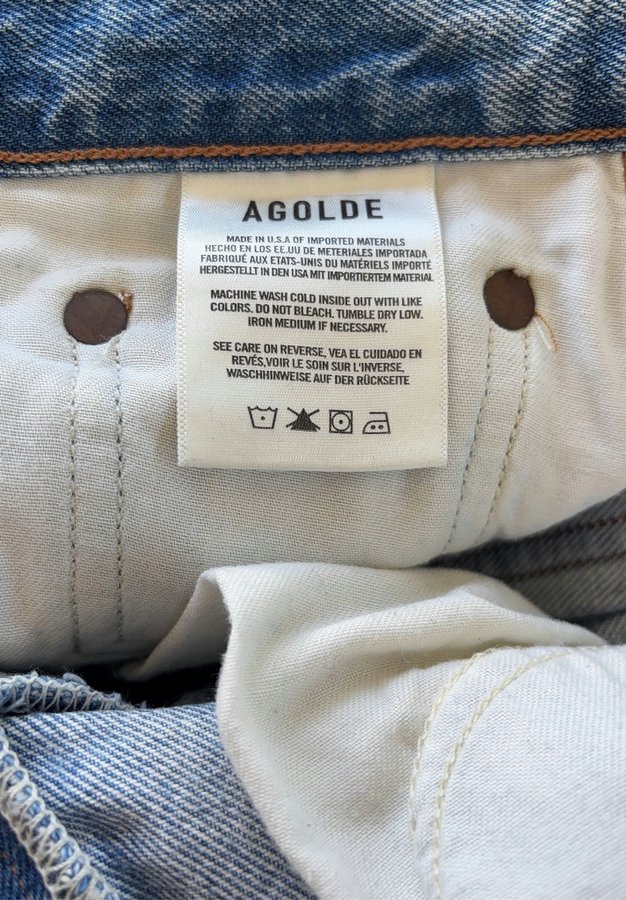 AGOLDE
MADE IN U.S.A OF IMPORTED MATERIALS
HECHO EN LOS EE.UU DE METERIALES IMPORTADA
FABRIQUÉ AUX ETATS-UNIS DU MATÉRIELS IMPORTÉ
HERGESTELLT IN DEN USA MIT IMPORTIERTEM MATERIAL
MACHINE WASH COLD INSIDE OUT WITH LIKE
COLORS. DO NOT BLEACH. TUMBLE DRY LOW.
IRON MEDIUM IF NECESSARY.
SEE CARE ON REVERSE, VEA EL CUIDADO EN
REVÉS,VOIR LE SOIN SUR L'INVERSE,
WASCHHINWEISE AUF DER RÜCKSEITE